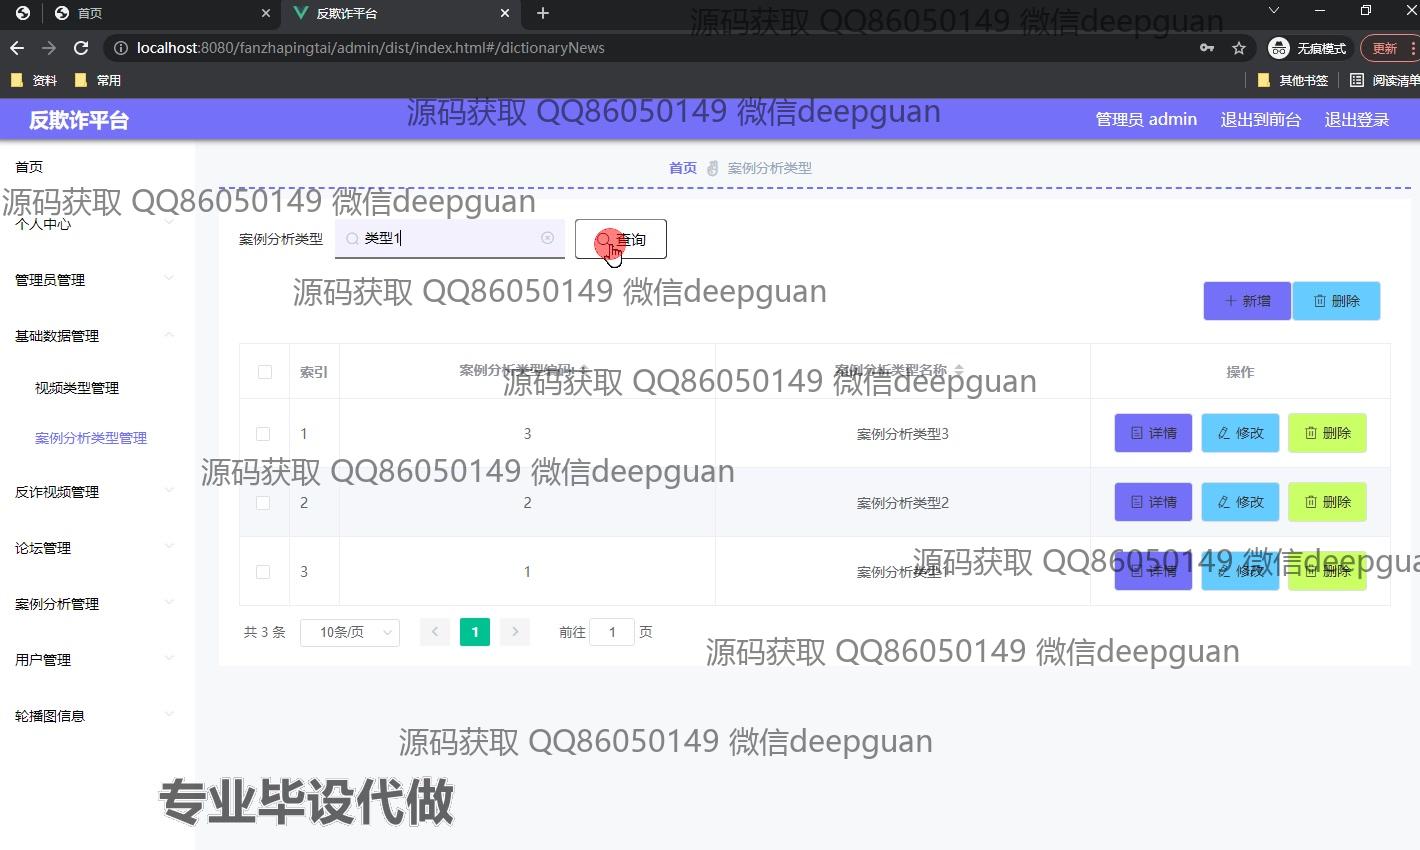 首页
反欺诈平台
源码获取 QQ86050149 微信deepguan
localhost:8080/fanzhapingtai/admin/dist/index.html#/dictionaryNews
无痕模式
更新
资料
常用
其他书签
阅读清单
反欺诈平台
源码获取 QQ86050149 微信deepguan
管理员 admin
退出到前台
退出登录
首页
首页
案例分析类型
源码获取 QQ86050149 微信deepguan
个人中心
案例分析类型
类型1
查询
管理员管理
源码获取 QQ86050149 微信deepguan
新增
删除
基础数据管理
索引
案例分析类型编码
案例分析类型名称
操作
源码获取 QQ86050149 微信deepguan
视频类型管理
案例分析类型管理
1
3
案例分析类型3
详情
修改
删除
源码获取 QQ86050149 微信deepguan
反诈视频管理
2
2
案例分析类型2
详情
修改
删除
论坛管理
源码获取 QQ86050149 微信deepgua
3
1
案例分析类型1
详情
修改
删除
案例分析管理
共 3 条
10条/页
1
前往
1
页
源码获取 QQ86050149 微信deepguan
用户管理
轮播图信息
源码获取 QQ86050149 微信deepguan
专业毕设代做